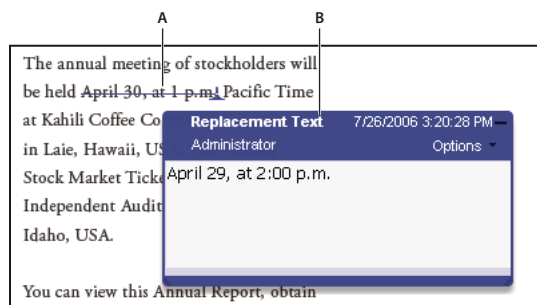 A B
The annual meeting of stockholders will
be held April 30, at 1 p.m. Pacific Time
at Kahili Coffee Co
in Laie, Hawaii, US
Stock Market Ticke
Independent Audit
Idaho, USA.
You can view this Annual Report, obtain
Replacement Text 7/26/2006 3:20:28 PM
Administrator Options
April 29, at 2:00 p.m.